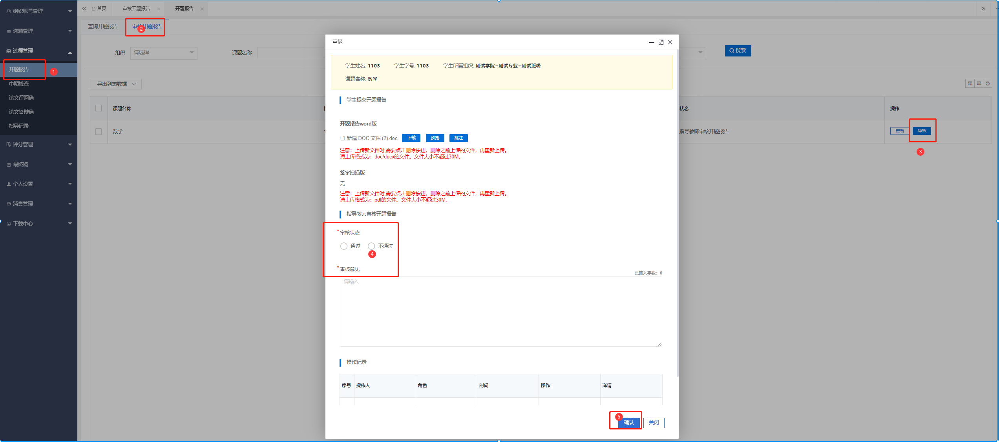 组织账号管理
选题管理
过程管理
开题报告
1
中期检查
论文评阅稿
论文答辩稿
指导记录
评分管理
最终稿
个人设置
消息管理
下载中心
首页
审核开题报告
开题报告
查询开题报告
审核开题报告
2
组织
请选择
课题名称
搜索
导出列表数据
课题名称
状态
操作
数学
指导教师审核开题报告
查看
审核
3
审核
学生姓名: 1103 学生学号: 1103 学生所属组织: 测试学院~测试专业~测试班级
课题名称: 数学
学生提交开题报告
开题报告word版
新建 DOC 文档 (2).doc 下载 预览 批注
注意：上传新文件时,需要点击删除按钮，删除之前上传的文件，再重新上传。
请上传格式为：doc/docx的文件。文件大小不超过30M。
签字扫描版
无
注意：上传新文件时,需要点击删除按钮，删除之前上传的文件，再重新上传。
请上传格式为：pdf的文件。文件大小不超过30M。
指导教师审核开题报告
*审核状态
通过 不通过
4
*审核意见
已输入字数：0
请输入
操作记录
序号 操作人 角色 时间 操作 详情
5
确认 关闭